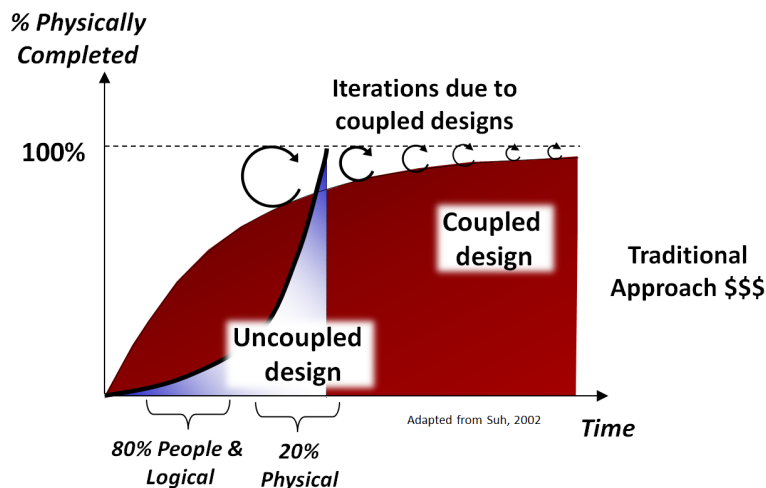 % Physically
Completed
Iterations due to
coupled designs
100%
Coupled
design
Traditional
Approach $$$
Uncoupled
design
Adapted from Suh, 2002
Time
80% People &
Logical
20%
Physical